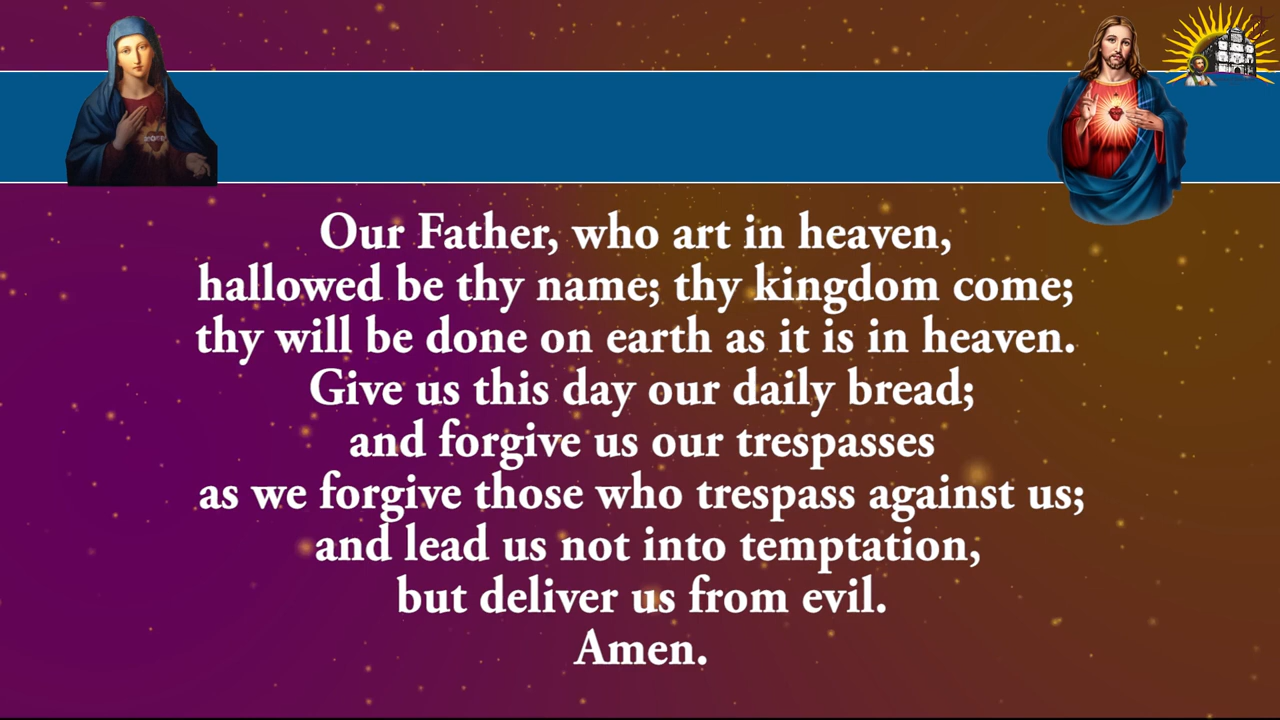 Our Father, who art in heaven,
hallowed be thy name; thy kingdom come;
thy will be done on earth as it is in heaven.
Give us this day our daily bread;
and forgive us our trespasses
as we forgive those who trespass against us;
and lead us not into temptation,
but deliver us from evil.
Amen.